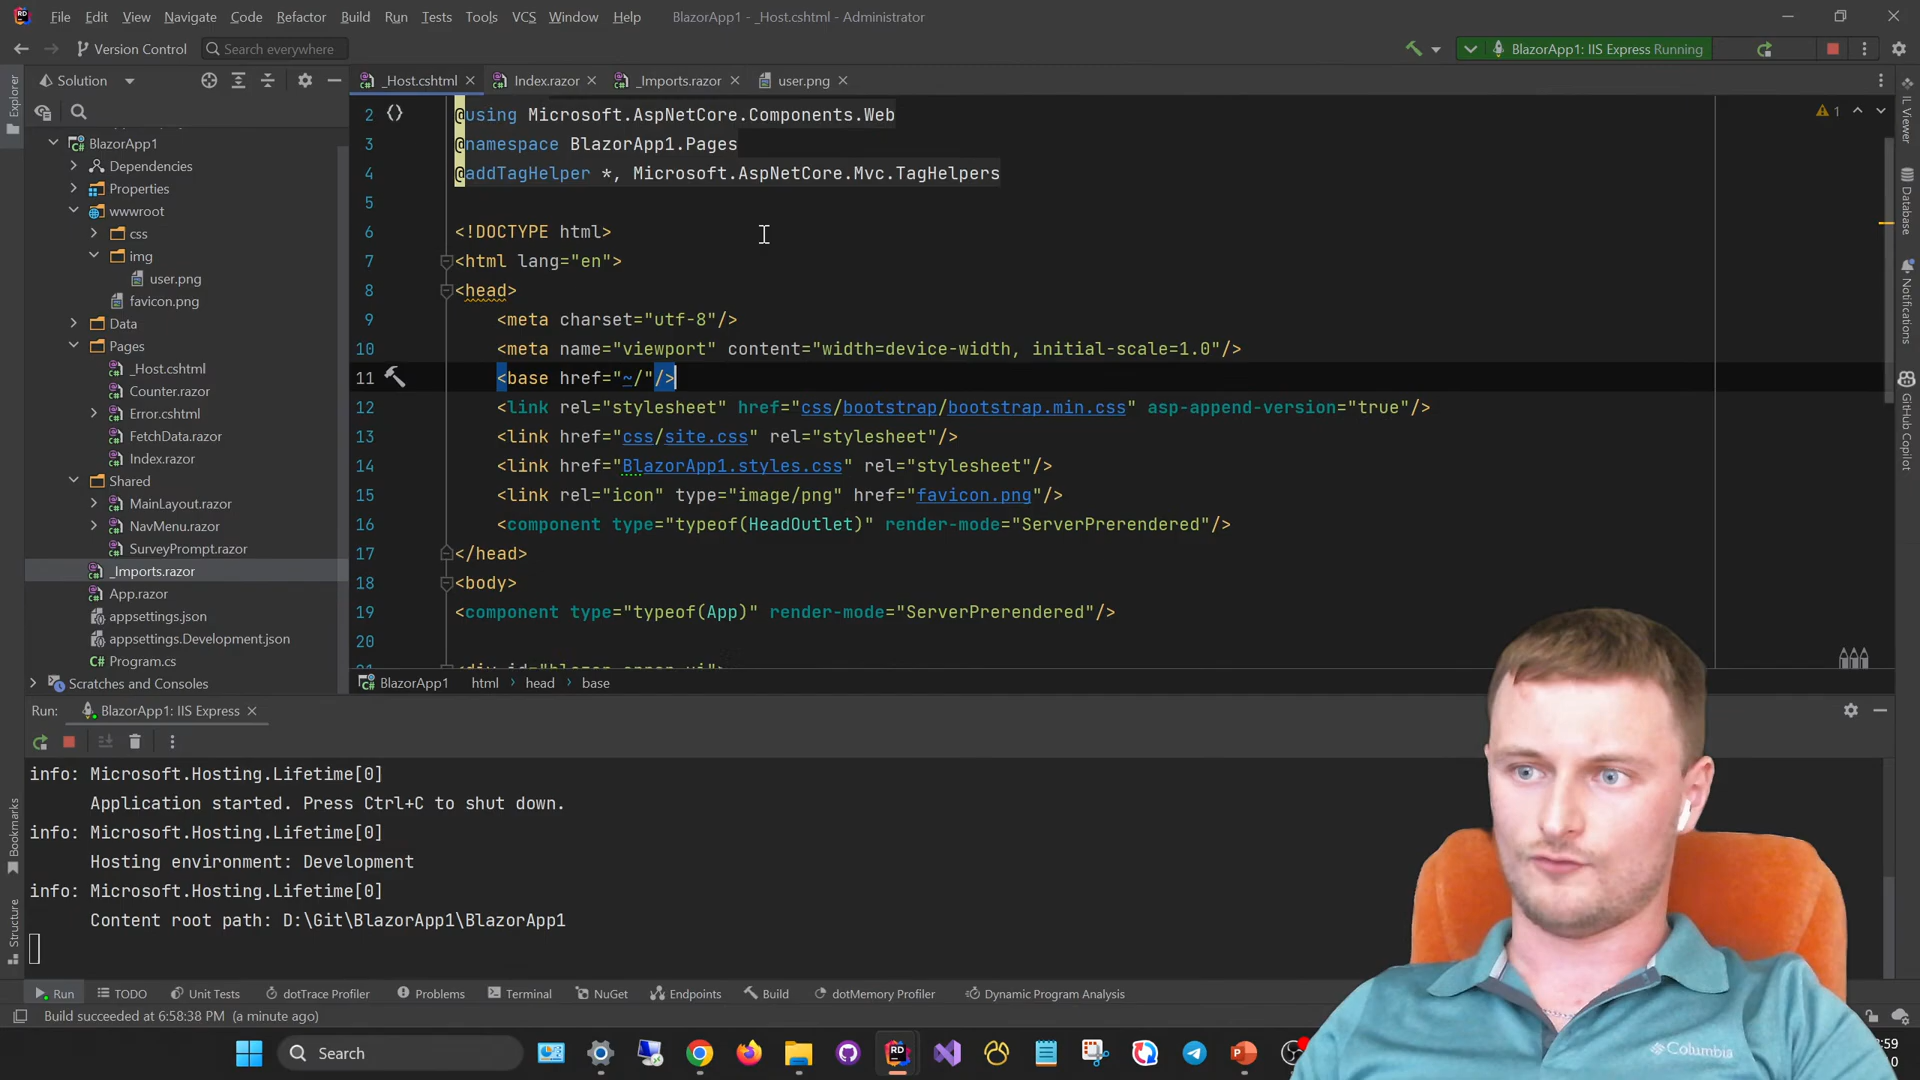 File Edit View Navigate Code Refactor Build Run Tests Tools VCS Window Help BlazorApp1 - _Host.cshtml - Administrator
Version Control Search everywhere BlazorApp1: IIS Express Running
Explorer
Solution
_Host.cshtml Index.razor _Imports.razor user.png
BlazorApp1
Dependencies
Properties
wwwroot
css
img
user.png
favicon.png
Data
Pages
_Host.cshtml
Counter.razor
Error.cshtml
FetchData.razor
Index.razor
Shared
MainLayout.razor
NavMenu.razor
SurveyPrompt.razor
_Imports.razor
App.razor
appsettings.json
appsettings.Development.json
Program.cs
Scratches and Consoles
2 @using Microsoft.AspNetCore.Components.Web
3 @namespace BlazorApp1.Pages
4 @addTagHelper *, Microsoft.AspNetCore.Mvc.TagHelpers
5
6 <!DOCTYPE html>
7 <html lang="en">
8 <head>
9 <meta charset="utf-8"/>
10 <meta name="viewport" content="width=device-width, initial-scale=1.0"/>
11 <base href="~/"/>
12 <link rel="stylesheet" href="css/bootstrap/bootstrap.min.css" asp-append-version="true"/>
13 <link href="css/site.css" rel="stylesheet"/>
14 <link href="BlazorApp1.styles.css" rel="stylesheet"/>
15 <link rel="icon" type="image/png" href="favicon.png"/>
16 <component type="typeof(HeadOutlet)" render-mode="ServerPrerendered"/>
17 </head>
18 <body>
19 <component type="typeof(App)" render-mode="ServerPrerendered"/>
20
1
IL Viewer
Database
Notifications
GitHub Copilot
BlazorApp1 html head base
Run: BlazorApp1: IIS Express
info: Microsoft.Hosting.Lifetime[0]
Application started. Press Ctrl+C to shut down.
info: Microsoft.Hosting.Lifetime[0]
Hosting environment: Development
info: Microsoft.Hosting.Lifetime[0]
Content root path: D:\Git\BlazorApp1\BlazorApp1
Bookmarks
Structure
Run TODO Unit Tests dotTrace Profiler Problems Terminal NuGet Endpoints Build dotMemory Profiler Dynamic Program Analysis
Build succeeded at 6:58:38 PM (a minute ago)
Search
Columbia